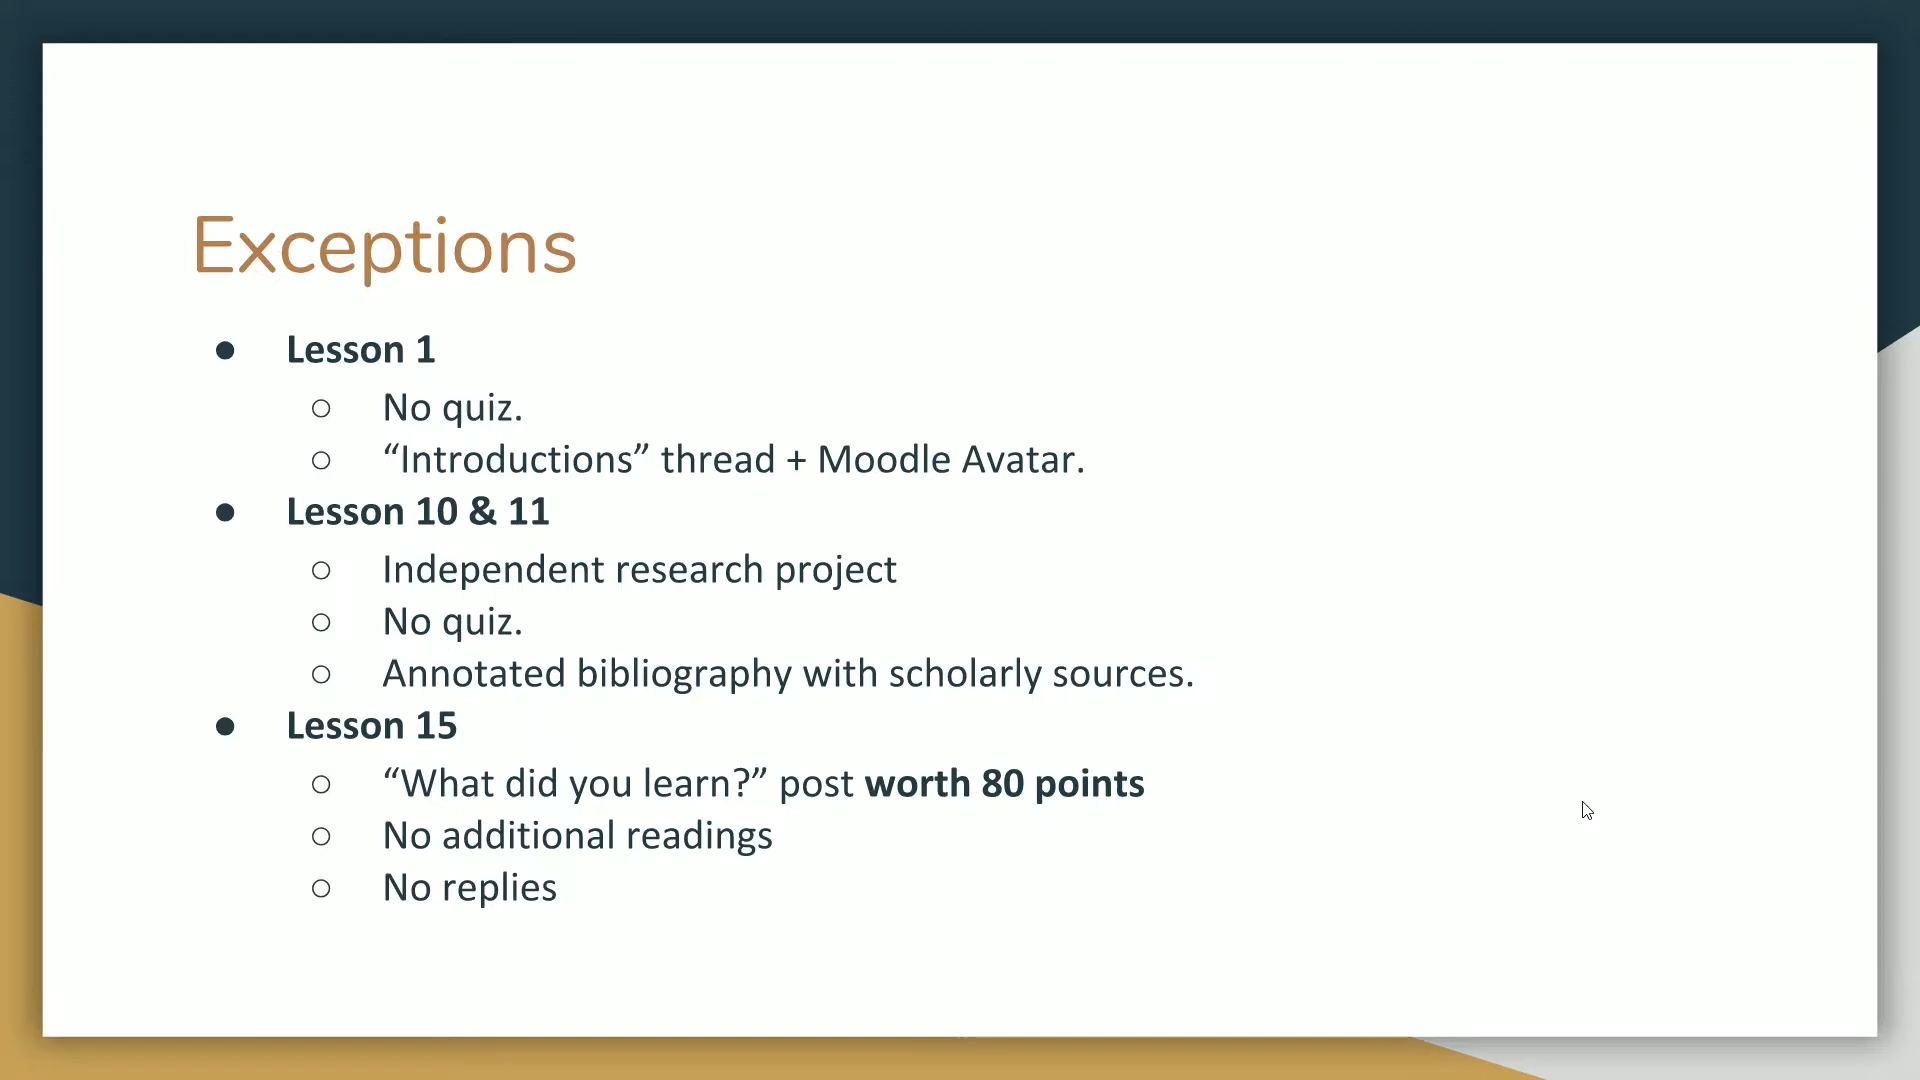 Exceptions
● Lesson 1
○ No quiz.
○ “Introductions” thread + Moodle Avatar.
● Lesson 10 & 11
○ Independent research project
○ No quiz.
○ Annotated bibliography with scholarly sources.
● Lesson 15
○ “What did you learn?” post worth 80 points
○ No additional readings
○ No replies